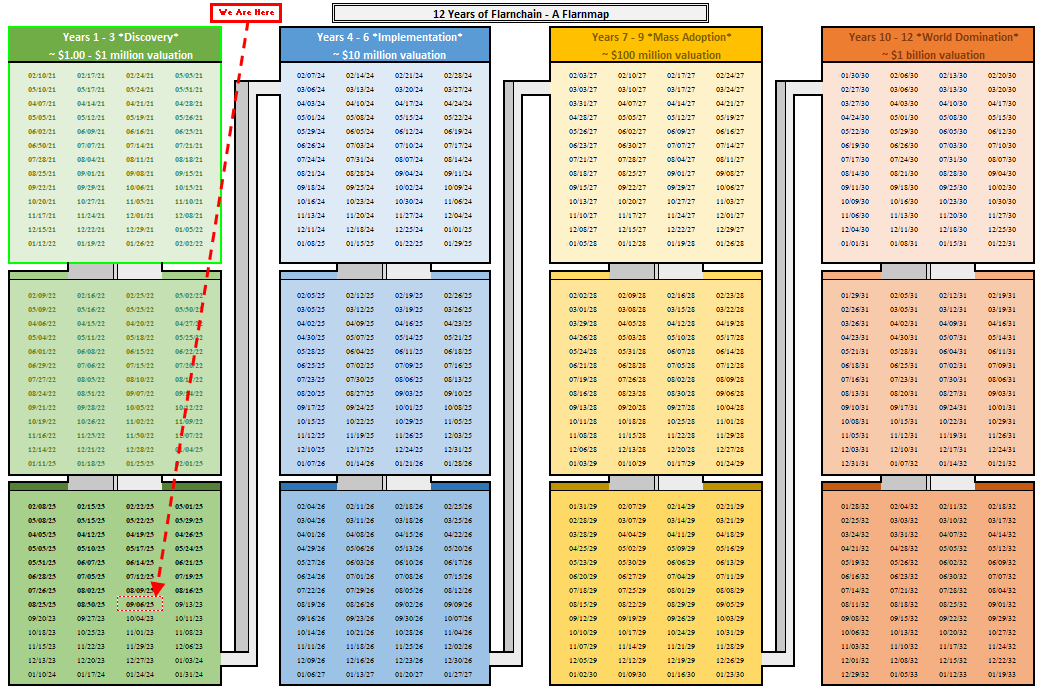 We Are Here
12 Years of Flarnchain - A Flarnmap
Years 1 - 3 *Discovery*
~ $1.00 - $1 million valuation
02/10/21 02/17/21 02/24/21 03/03/21
03/10/21 03/17/21 03/24/21 03/31/21
04/07/21 04/14/21 04/21/21 04/28/21
05/05/21 05/12/21 05/19/21 05/26/21
06/02/21 06/09/21 06/16/21 06/23/21
06/30/21 07/07/21 07/14/21 07/21/21
07/28/21 08/04/21 08/11/21 08/18/21
08/25/21 09/01/21 09/08/21 09/15/21
09/22/21 09/29/21 10/06/21 10/13/21
10/20/21 10/27/21 11/03/21 11/10/21
11/17/21 11/24/21 12/01/21 12/08/21
12/15/21 12/22/21 12/29/21 01/05/22
01/12/22 01/19/22 01/26/22 02/02/22
02/09/22 02/16/22 02/23/22 03/02/22
03/09/22 03/16/22 03/23/22 03/30/22
04/06/22 04/13/22 04/20/22 04/27/22
05/04/22 05/11/22 05/18/22 05/25/22
06/01/22 06/08/22 06/15/22 06/22/22
06/29/22 07/06/22 07/13/22 07/20/22
07/27/22 08/03/22 08/10/22 08/17/22
08/24/22 08/31/22 09/07/22 09/14/22
09/21/22 09/28/22 10/05/22 10/12/22
10/19/22 10/26/22 11/02/22 11/09/22
11/16/22 11/23/22 11/30/22 12/07/22
12/14/22 12/21/22 12/28/22 01/04/23
01/11/23 01/18/23 01/25/23 02/01/23
02/08/23 02/15/23 02/22/23 03/01/23
03/08/23 03/15/23 03/22/23 03/29/23
04/05/23 04/12/23 04/19/23 04/26/23
05/03/23 05/10/23 05/17/23 05/24/23
05/31/23 06/07/23 06/14/23 06/21/23
06/28/23 07/05/23 07/12/23 07/19/23
07/26/23 08/02/23 08/09/23 08/16/23
08/23/23 08/30/23 09/06/23 09/13/23
09/20/23 09/27/23 10/04/23 10/11/23
10/18/23 10/25/23 11/01/23 11/08/23
11/15/23 11/22/23 11/29/23 12/06/23
12/13/23 12/20/23 12/27/23 01/03/24
01/10/24 01/17/24 01/24/24 01/31/24
Years 4 - 6 *Implementation*
~ $10 million valuation
02/07/24 02/14/24 02/21/24 02/28/24
03/06/24 03/13/24 03/20/24 03/27/24
04/03/24 04/10/24 04/17/24 04/24/24
05/01/24 05/08/24 05/15/24 05/22/24
05/29/24 06/05/24 06/12/24 06/19/24
06/26/24 07/03/24 07/10/24 07/17/24
07/24/24 07/31/24 08/07/24 08/14/24
08/21/24 08/28/24 09/04/24 09/11/24
09/18/24 09/25/24 10/02/24 10/09/24
10/16/24 10/23/24 10/30/24 11/06/24
11/13/24 11/20/24 11/27/24 12/04/24
12/11/24 12/18/24 12/25/24 01/01/25
01/08/25 01/15/25 01/22/25 01/29/25
02/05/25 02/12/25 02/19/25 02/26/25
03/05/25 03/12/25 03/19/25 03/26/25
04/02/25 04/09/25 04/16/25 04/23/25
04/30/25 05/07/25 05/14/25 05/21/25
05/28/25 06/04/25 06/11/25 06/18/25
06/25/25 07/02/25 07/09/25 07/16/25
07/23/25 07/30/25 08/06/25 08/13/25
08/20/25 08/27/25 09/03/25 09/10/25
09/17/25 09/24/25 10/01/25 10/08/25
10/15/25 10/22/25 10/29/25 11/05/25
11/12/25 11/19/25 11/26/25 12/03/25
12/10/25 12/17/25 12/24/25 12/31/25
01/07/26 01/14/26 01/21/26 01/28/26
02/04/26 02/11/26 02/18/26 02/25/26
03/04/26 03/11/26 03/18/26 03/25/26
04/01/26 04/08/26 04/15/26 04/22/26
04/29/26 05/06/26 05/13/26 05/20/26
05/27/26 06/03/26 06/10/26 06/17/26
06/24/26 07/01/26 07/08/26 07/15/26
07/22/26 07/29/26 08/05/26 08/12/26
08/19/26 08/26/26 09/02/26 09/09/26
09/16/26 09/23/26 09/30/26 10/07/26
10/14/26 10/21/26 10/28/26 11/04/26
11/11/26 11/18/26 11/25/26 12/02/26
12/09/26 12/16/26 12/23/26 12/30/26
01/06/27 01/13/27 01/20/27 01/27/27
Years 7 - 9 *Mass Adoption*
~ $100 million valuation
02/03/27 02/10/27 02/17/27 02/24/27
03/03/27 03/10/27 03/17/27 03/24/27
03/31/27 04/07/27 04/14/27 04/21/27
04/28/27 05/05/27 05/12/27 05/19/27
05/26/27 06/02/27 06/09/27 06/16/27
06/23/27 06/30/27 07/07/27 07/14/27
07/21/27 07/28/27 08/04/27 08/11/27
08/18/27 08/25/27 09/01/27 09/08/27
09/15/27 09/22/27 09/29/27 10/06/27
10/13/27 10/20/27 10/27/27 11/03/27
11/10/27 11/17/27 11/24/27 12/01/27
12/08/27 12/15/27 12/22/27 12/29/27
01/05/28 01/12/28 01/19/28 01/26/28
02/02/28 02/09/28 02/16/28 02/23/28
03/01/28 03/08/28 03/15/28 03/22/28
03/29/28 04/05/28 04/12/28 04/19/28
04/26/28 05/03/28 05/10/28 05/17/28
05/24/28 05/31/28 06/07/28 06/14/28
06/21/28 06/28/28 07/05/28 07/12/28
07/19/28 07/26/28 08/02/28 08/09/28
08/16/28 08/23/28 08/30/28 09/06/28
09/13/28 09/20/28 09/27/28 10/04/28
10/11/28 10/18/28 10/25/28 11/01/28
11/08/28 11/15/28 11/22/28 11/29/28
12/06/28 12/13/28 12/20/28 12/27/28
01/03/29 01/10/29 01/17/29 01/24/29
01/31/29 02/07/29 02/14/29 02/21/29
02/28/29 03/07/29 03/14/29 03/21/29
03/28/29 04/04/29 04/11/29 04/18/29
04/25/29 05/02/29 05/09/29 05/16/29
05/23/29 05/30/29 06/06/29 06/13/29
06/20/29 06/27/29 07/04/29 07/11/29
07/18/29 07/25/29 08/01/29 08/08/29
08/15/29 08/22/29 08/29/29 09/05/29
09/12/29 09/19/29 09/26/29 10/03/29
10/10/29 10/17/29 10/24/29 10/31/29
11/07/29 11/14/29 11/21/29 11/28/29
12/05/29 12/12/29 12/19/29 12/26/29
01/02/30 01/09/30 01/16/30 01/23/30
Years 10 - 12 *World Domination*
~ $1 billion valuation
01/30/30 02/06/30 02/13/30 02/20/30
02/27/30 03/06/30 03/13/30 03/20/30
03/27/30 04/03/30 04/10/30 04/17/30
04/24/30 05/01/30 05/08/30 05/15/30
05/22/30 05/29/30 06/05/30 06/12/30
06/19/30 06/26/30 07/03/30 07/10/30
07/17/30 07/24/30 07/31/30 08/07/30
08/14/30 08/21/30 08/28/30 09/04/30
09/11/30 09/18/30 09/25/30 10/02/30
10/09/30 10/16/30 10/23/30 10/30/30
11/06/30 11/13/30 11/20/30 11/27/30
12/04/30 12/11/30 12/18/30 12/25/30
01/01/31 01/08/31 01/15/31 01/22/31
01/29/31 02/05/31 02/12/31 02/19/31
02/26/31 03/05/31 03/12/31 03/19/31
03/26/31 04/02/31 04/09/31 04/16/31
04/23/31 04/30/31 05/07/31 05/14/31
05/21/31 05/28/31 06/04/31 06/11/31
06/18/31 06/25/31 07/02/31 07/09/31
07/16/31 07/23/31 07/30/31 08/06/31
08/13/31 08/20/31 08/27/31 09/03/31
09/10/31 09/17/31 09/24/31 10/01/31
10/08/31 10/15/31 10/22/31 10/29/31
11/05/31 11/12/31 11/19/31 11/26/31
12/03/31 12/10/31 12/17/31 12/24/31
12/31/31 01/07/32 01/14/32 01/21/32
01/28/32 02/04/32 02/11/32 02/18/32
02/25/32 03/03/32 03/10/32 03/17/32
03/24/32 03/31/32 04/07/32 04/14/32
04/21/32 04/28/32 05/05/32 05/12/32
05/19/32 05/26/32 06/02/32 06/09/32
06/16/32 06/23/32 06/30/32 07/07/32
07/14/32 07/21/32 07/28/32 08/04/32
08/11/32 08/18/32 08/25/32 09/01/32
09/08/32 09/15/32 09/22/32 09/29/32
10/06/32 10/13/32 10/20/32 10/27/32
11/03/32 11/10/32 11/17/32 11/24/32
12/01/32 12/08/32 12/15/32 12/22/32
12/29/32 01/05/33 01/12/33 01/19/33